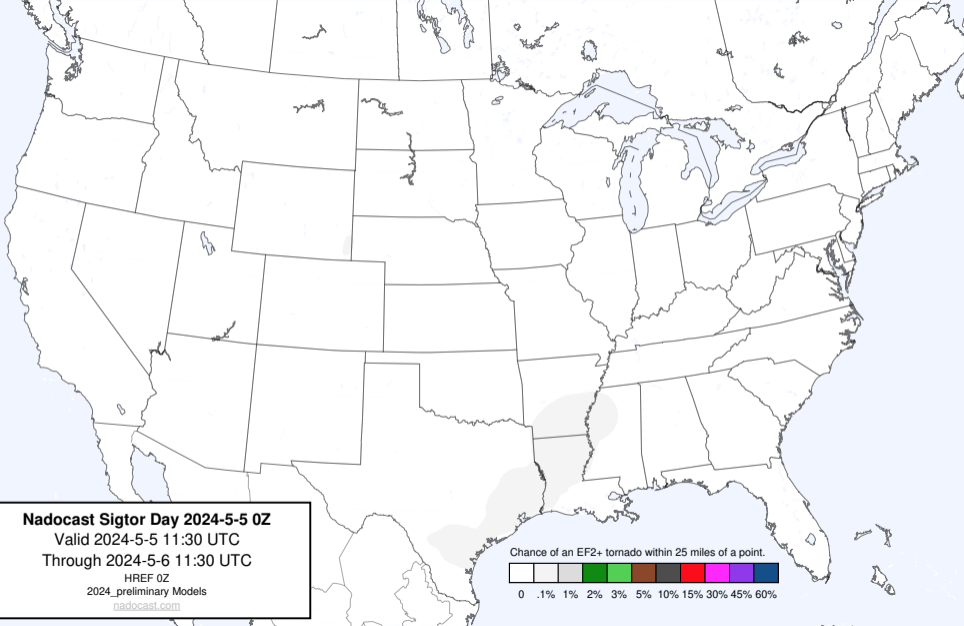 Nadocast Sigtor Day 2024-5-5 0Z
Valid 2024-5-5 11:30 UTC
Through 2024-5-6 11:30 UTC
HREF 0Z
2024_preliminary Models
nadocast.com
Chance of an EF2+ tornado within 25 miles of a point.
0 .1% 1% 2% 3% 5% 10% 15% 30% 45% 60%